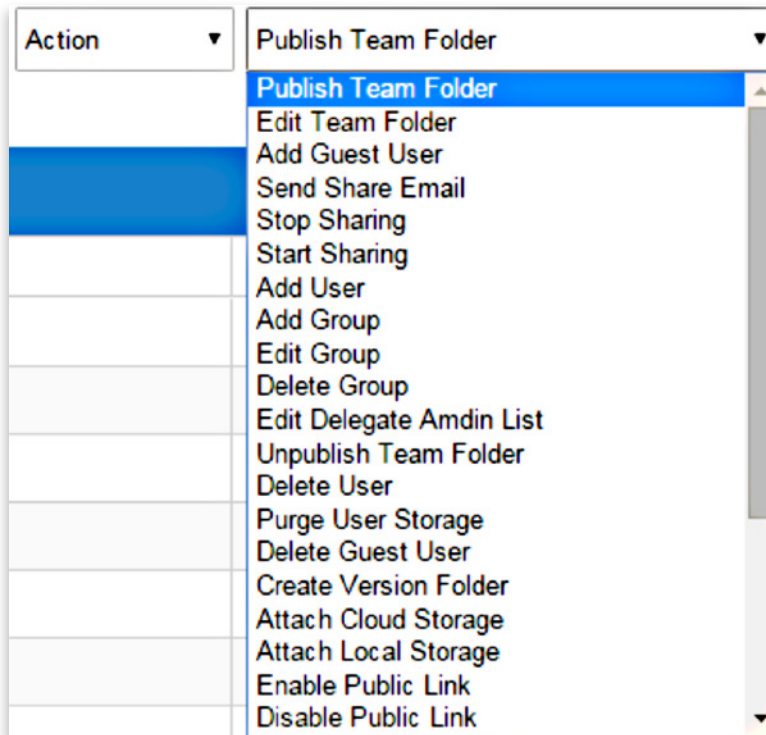 Action
Publish Team Folder
Publish Team Folder
Edit Team Folder
Add Guest User
Send Share Email
Stop Sharing
Start Sharing
Add User
Add Group
Edit Group
Delete Group
Edit Delegate Amdin List
Unpublish Team Folder
Delete User
Purge User Storage
Delete Guest User
Create Version Folder
Attach Cloud Storage
Attach Local Storage
Enable Public Link
Disable Public Link